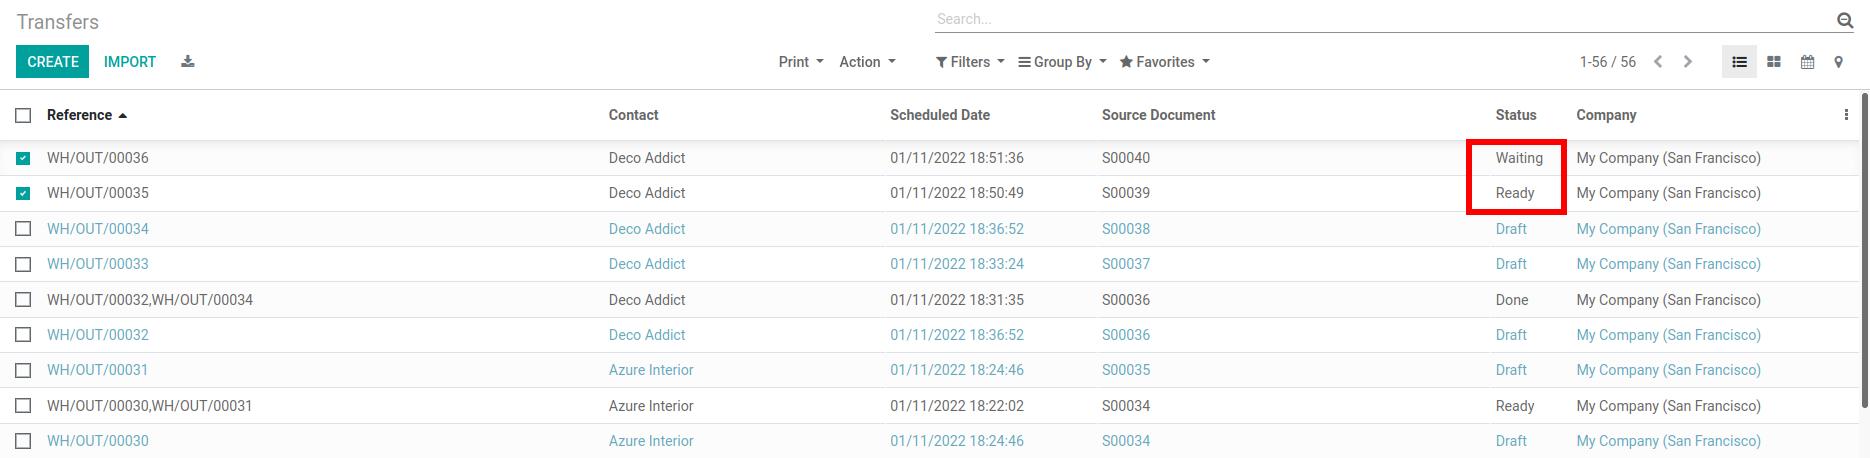 Transfers
Search...
CREATE IMPORT Print Action Filters Group By Favorites 1-56 / 56
Reference Contact Scheduled Date Source Document Status Company
WH/OUT/00036 Deco Addict 01/11/2022 18:51:36 S00040 Waiting My Company (San Francisco)
WH/OUT/00035 Deco Addict 01/11/2022 18:50:49 S00039 Ready My Company (San Francisco)
WH/OUT/00034 Deco Addict 01/11/2022 18:36:52 S00038 Draft My Company (San Francisco)
WH/OUT/00033 Deco Addict 01/11/2022 18:33:24 S00037 Draft My Company (San Francisco)
WH/OUT/00032,WH/OUT/00034 Deco Addict 01/11/2022 18:31:35 S00036 Done My Company (San Francisco)
WH/OUT/00032 Deco Addict 01/11/2022 18:36:52 S00036 Draft My Company (San Francisco)
WH/OUT/00031 Azure Interior 01/11/2022 18:24:46 S00035 Draft My Company (San Francisco)
WH/OUT/00030,WH/OUT/00031 Azure Interior 01/11/2022 18:22:02 S00034 Ready My Company (San Francisco)
WH/OUT/00030 Azure Interior 01/11/2022 18:24:46 S00034 Draft My Company (San Francisco)